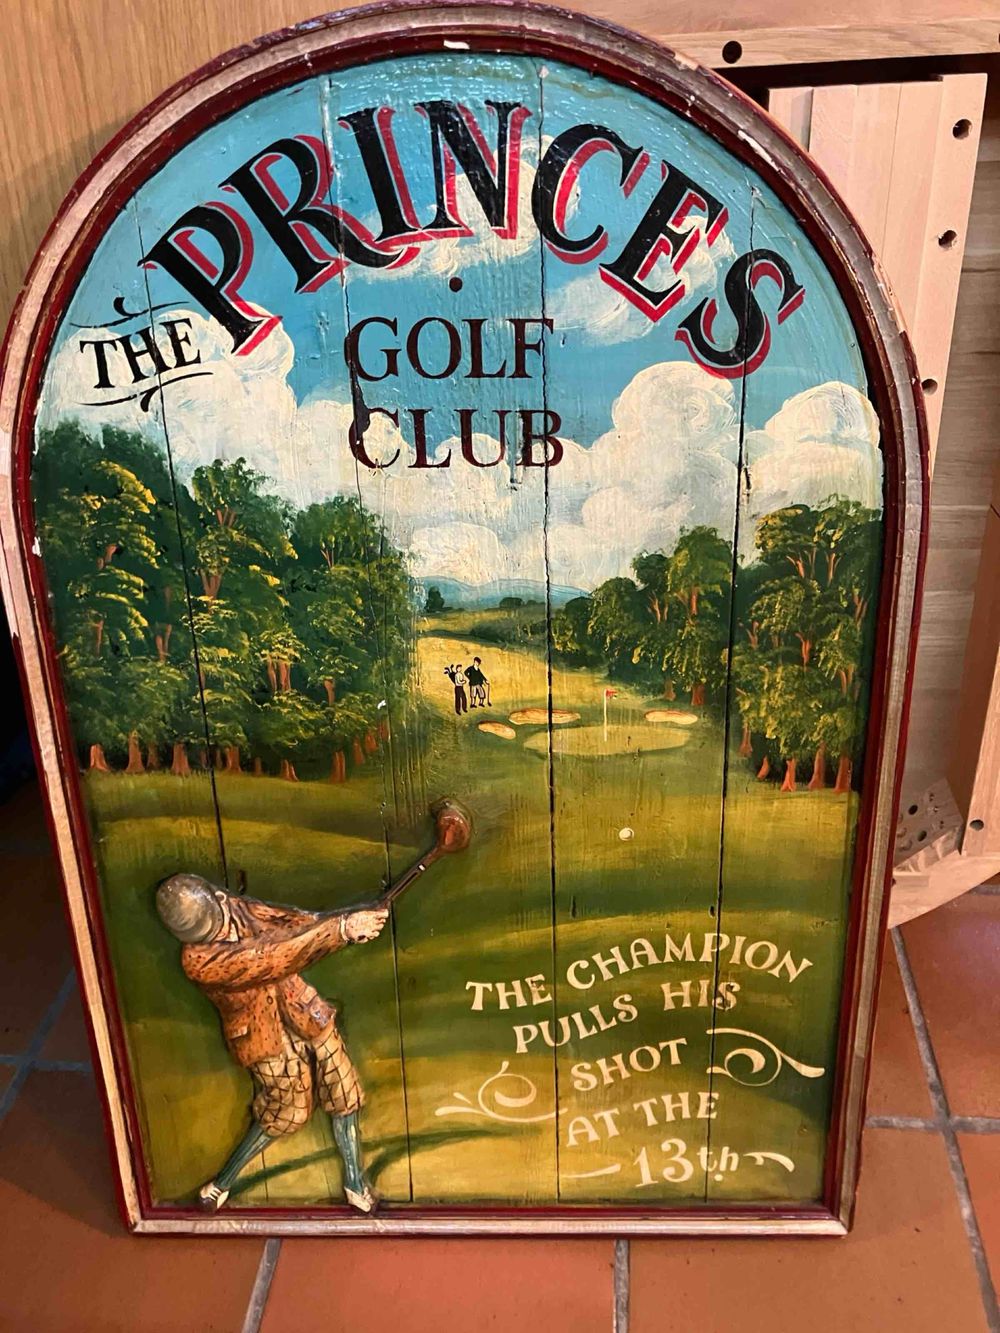 THE PRINCES
GOLF
CLUB
THE CHAMPION
PULLS HIS
SHOT
AT THE
13th